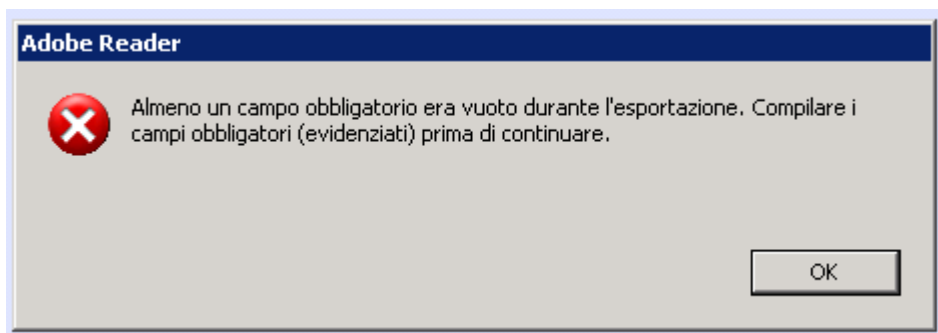 Adobe Reader
Almeno un campo obbligatorio era vuoto durante l'esportazione. Compilare i
campi obbligatori (evidenziati) prima di continuare.
OK